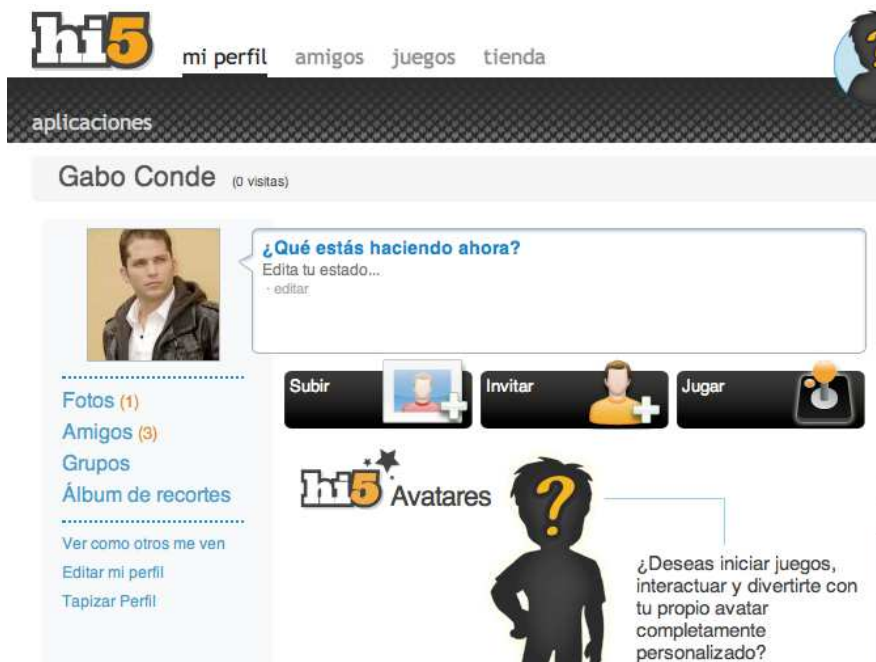 hi5
mi perfil amigos juegos tienda
aplicaciones
Gabo Conde (0 visitas)
¿Qué estás haciendo ahora?
Edita tu estado...
· editar
Subir
Invitar
Jugar
Fotos (1)
Amigos (3)
Grupos
Álbum de recortes
Ver como otros me ven
Editar mi perfil
Tapizar Perfil
hi5 Avatares
?
¿Deseas iniciar juegos,
interactuar y divertirte con
tu propio avatar
completamente
personalizado?